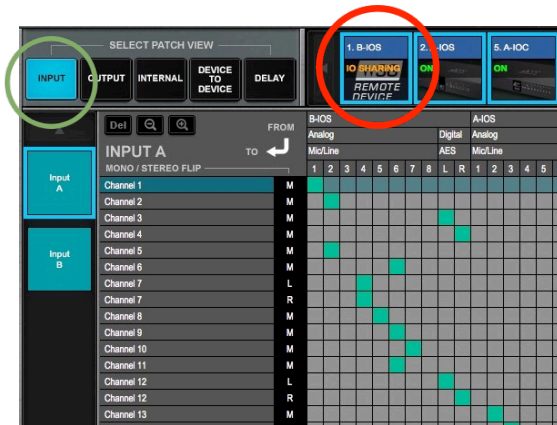 SELECT PATCH VIEW
INPUT
OUTPUT
INTERNAL
DEVICE TO DEVICE
DELAY
1. B-IOS
IO SHARING
REMOTE DEVICE
ON
5. A-IOC
ON
Def
FROM
INPUT A
TO
MONO / STEREO FLIP
B-IOS
A-IOS
Analog
Digital
Analog
Mic/Line
AES
Mic/Line
1 2 3 4 5 6 7 8 L R 1 2 3 4 5
Input A
Input B
Channel 1 M
Channel 2 M
Channel 3 M
Channel 4 M
Channel 5 M
Channel 6 M
Channel 7 L
Channel 7 R
Channel 8 M
Channel 9 M
Channel 10 M
Channel 11 M
Channel 12 L
Channel 12 R
Channel 13 M